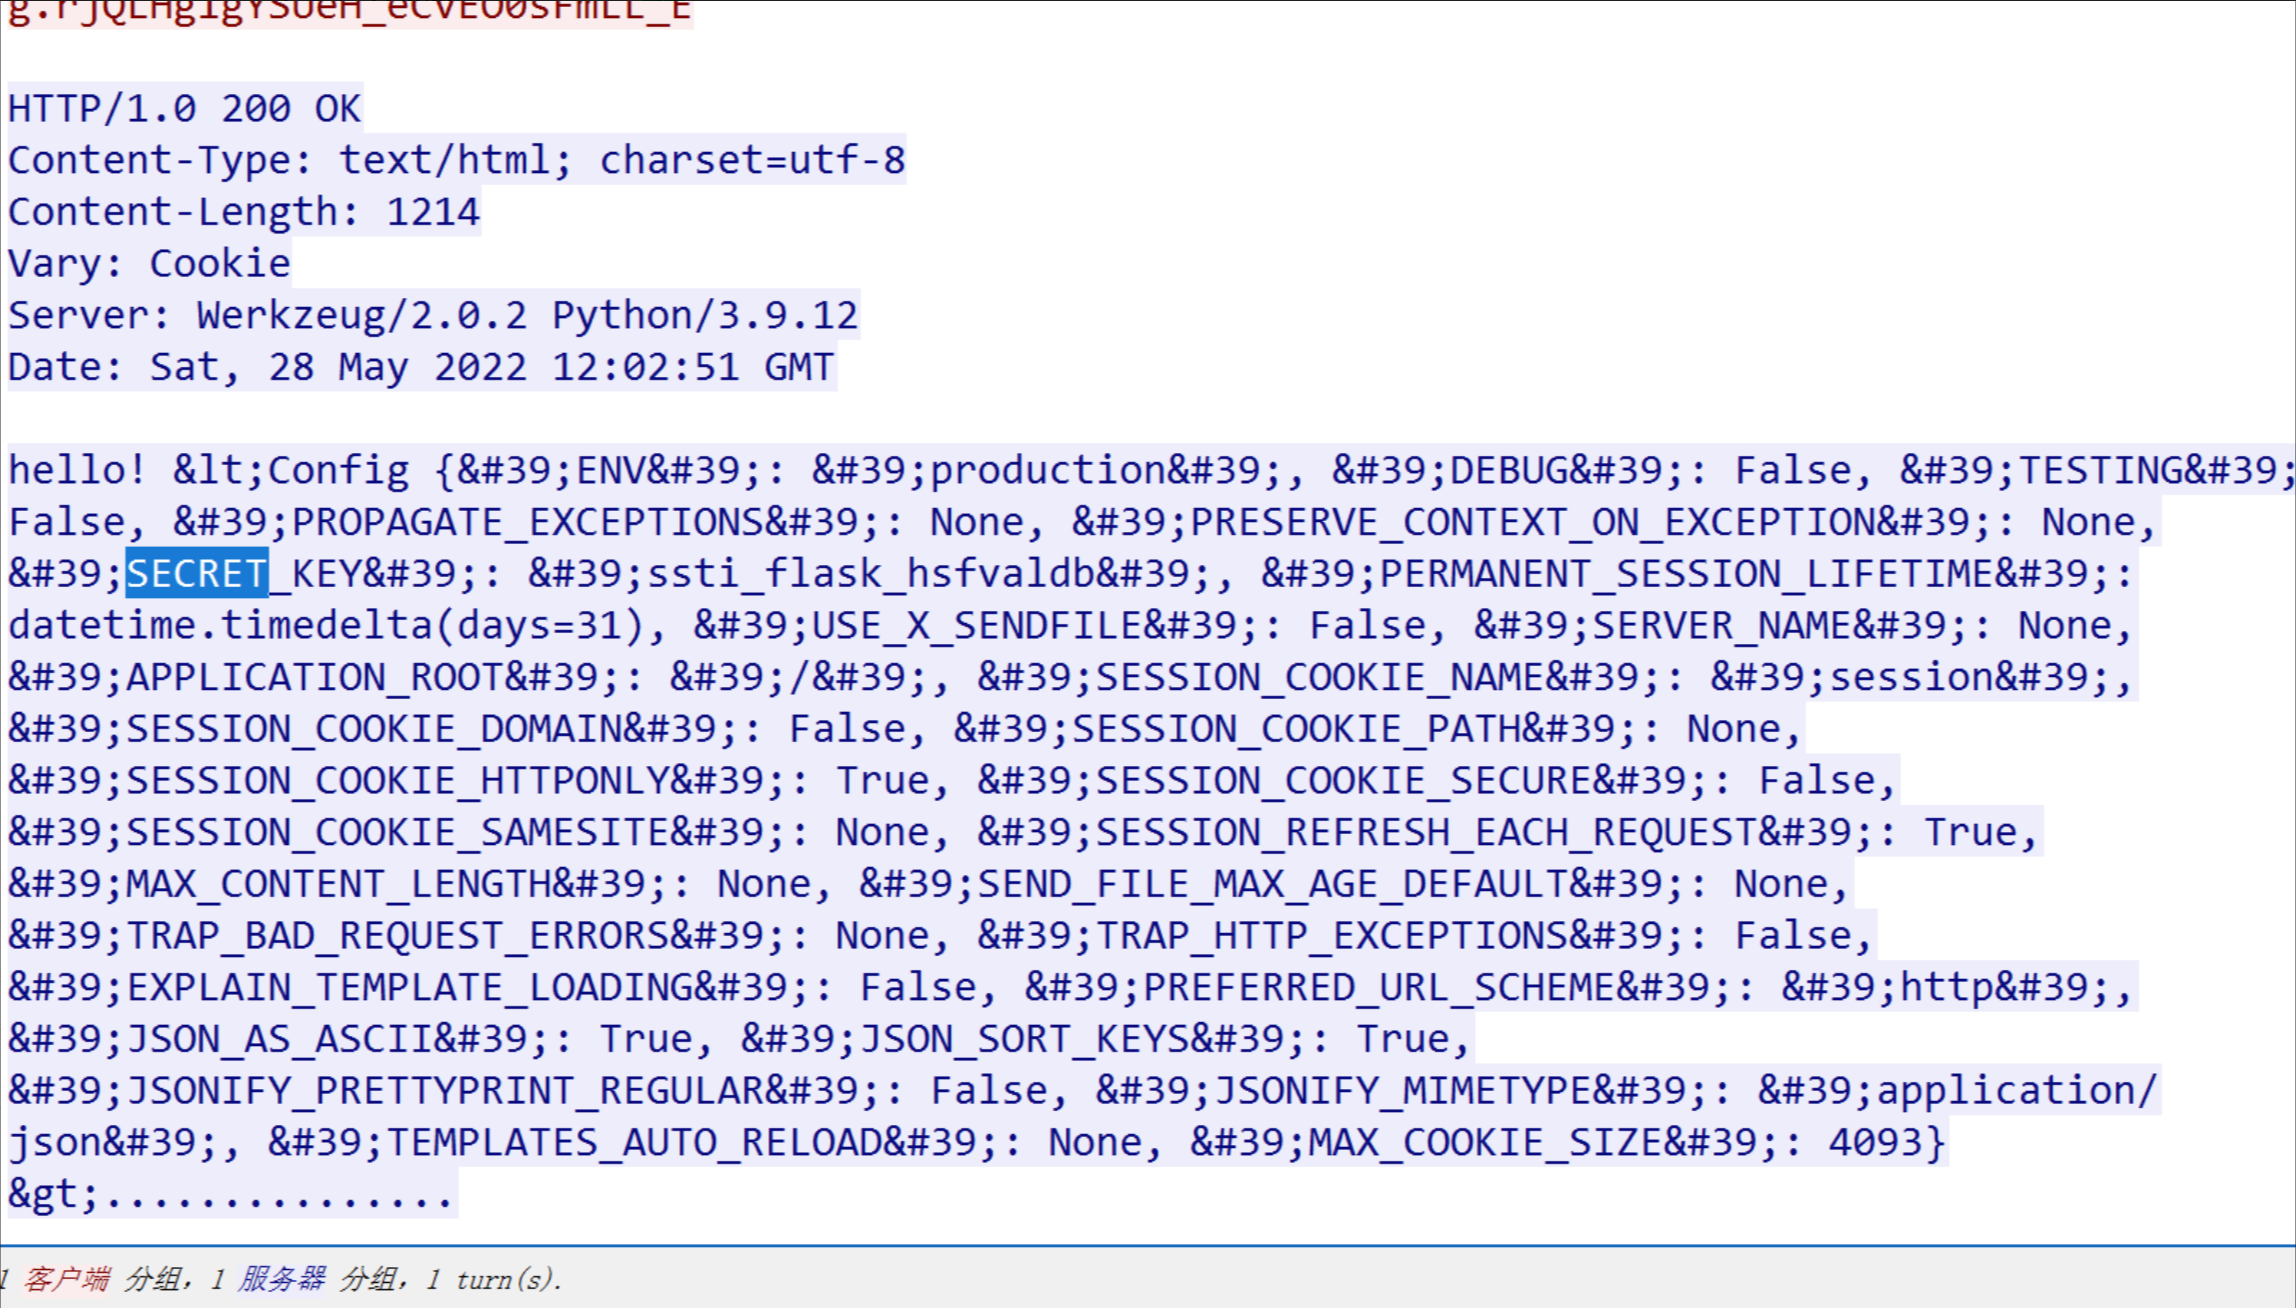 HTTP/1.0 200 OK
Content-Type: text/html; charset=utf-8
Content-Length: 1214
Vary: Cookie
Server: Werkzeug/2.0.2 Python/3.9.12
Date: Sat, 28 May 2022 12:02:51 GMT
hello! &lt;Config {&#39;ENV&#39;: &#39;production&#39;, &#39;DEBUG&#39;: False, &#39;TESTING&#39;
False, &#39;PROPAGATE_EXCEPTIONS&#39;: None, &#39;PRESERVE_CONTEXT_ON_EXCEPTION&#39;: None,
&#39;SECRET_KEY&#39;: &#39;ssti_flask_hsfvaldb&#39;, &#39;PERMANENT_SESSION_LIFETIME&#39;:
datetime.timedelta(days=31), &#39;USE_X_SENDFILE&#39;: False, &#39;SERVER_NAME&#39;: None,
&#39;APPLICATION_ROOT&#39;: &#39;/&#39;, &#39;SESSION_COOKIE_NAME&#39;: &#39;session&#39;,
&#39;SESSION_COOKIE_DOMAIN&#39;: False, &#39;SESSION_COOKIE_PATH&#39;: None,
&#39;SESSION_COOKIE_HTTPONLY&#39;: True, &#39;SESSION_COOKIE_SECURE&#39;: False,
&#39;SESSION_COOKIE_SAMESITE&#39;: None, &#39;SESSION_REFRESH_EACH_REQUEST&#39;: True,
&#39;MAX_CONTENT_LENGTH&#39;: None, &#39;SEND_FILE_MAX_AGE_DEFAULT&#39;: None,
&#39;TRAP_BAD_REQUEST_ERRORS&#39;: None, &#39;TRAP_HTTP_EXCEPTIONS&#39;: False,
&#39;EXPLAIN_TEMPLATE_LOADING&#39;: False, &#39;PREFERRED_URL_SCHEME&#39;: &#39;http&#39;,
&#39;JSON_AS_ASCII&#39;: True, &#39;JSON_SORT_KEYS&#39;: True,
&#39;JSONIFY_PRETTYPRINT_REGULAR&#39;: False, &#39;JSONIFY_MIMETYPE&#39;: &#39;application/
json&#39;, &#39;TEMPLATES_AUTO_RELOAD&#39;: None, &#39;MAX_COOKIE_SIZE&#39;: 4093}
&gt;...............
1 客户端 分组，1 服务器 分组，1 turn(s).